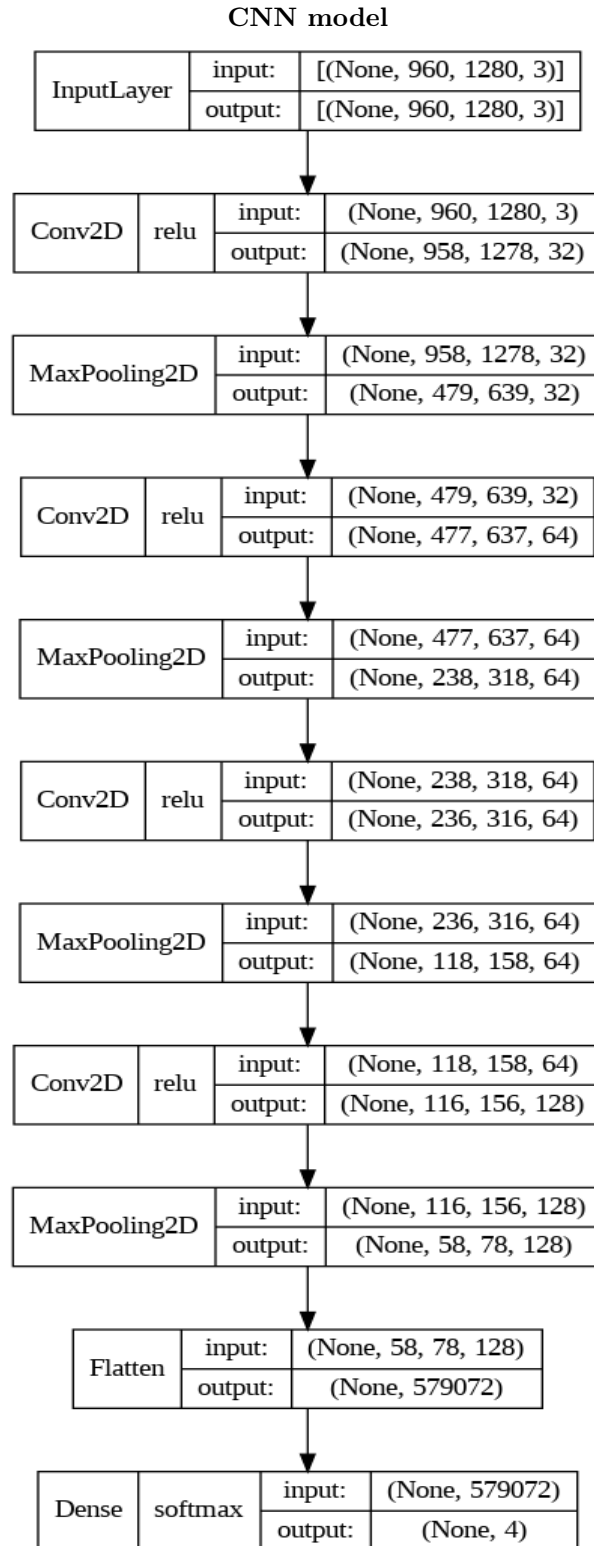 CNN model
InputLayer input: [(None, 960, 1280, 3)]
output: [(None, 960, 1280, 3)]
Conv2D relu input: (None, 960, 1280, 3)
output: (None, 958, 1278, 32)
MaxPooling2D input: (None, 958, 1278, 32)
output: (None, 479, 639, 32)
Conv2D relu input: (None, 479, 639, 32)
output: (None, 477, 637, 64)
MaxPooling2D input: (None, 477, 637, 64)
output: (None, 238, 318, 64)
Conv2D relu input: (None, 238, 318, 64)
output: (None, 236, 316, 64)
MaxPooling2D input: (None, 236, 316, 64)
output: (None, 118, 158, 64)
Conv2D relu input: (None, 118, 158, 64)
output: (None, 116, 156, 128)
MaxPooling2D input: (None, 116, 156, 128)
output: (None, 58, 78, 128)
Flatten input: (None, 58, 78, 128)
output: (None, 579072)
Dense softmax input: (None, 579072)
output: (None, 4)